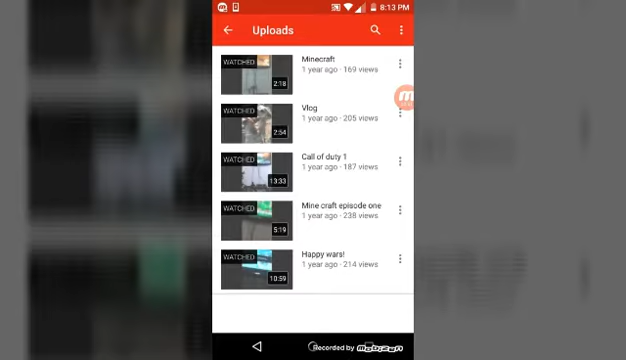 8:13 PM
Uploads
WATCHED
2:18
Minecraft
1 year ago · 169 views
WATCHED
2:54
Vlog
1 year ago · 205 views
WATCHED
13:33
Call of duty 1
1 year ago · 187 views
WATCHED
5:19
Mine craft episode one
1 year ago · 238 views
WATCHED
10:59
Happy wars!
1 year ago · 214 views
Recorded by MOBIZEN